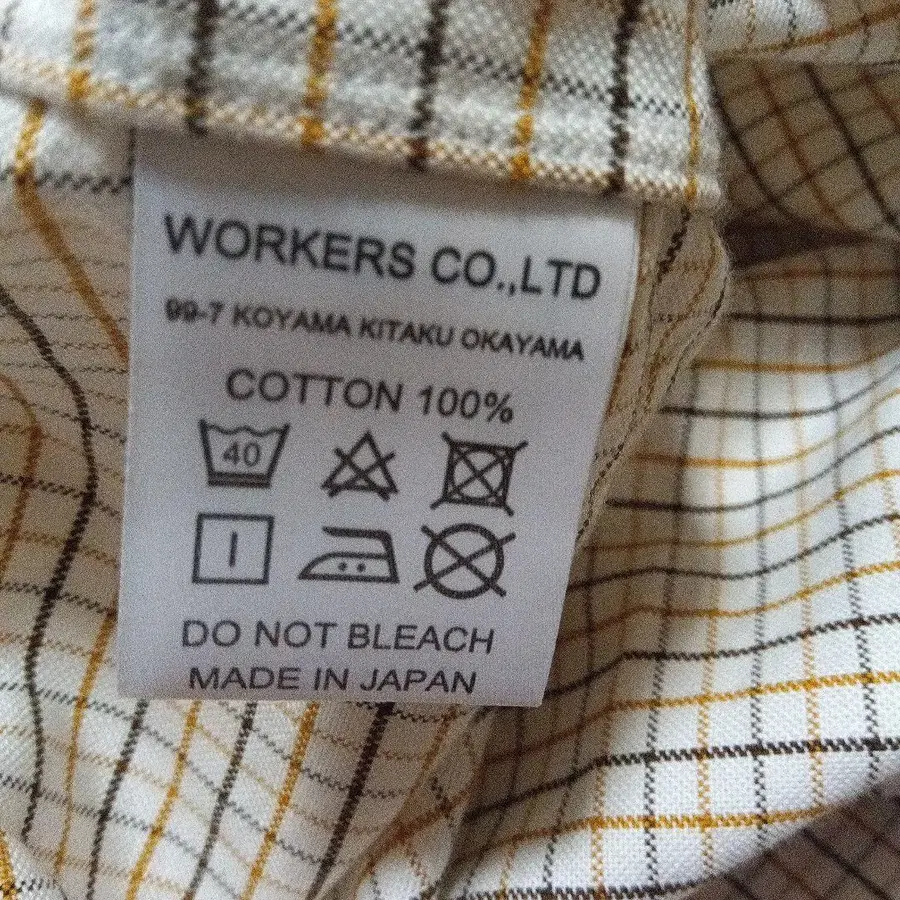 WORKERS CO.,LTD
99-7 KOYAMA KITAKU OKAYAMA
COTTON 100%
40
DO NOT BLEACH
MADE IN JAPAN